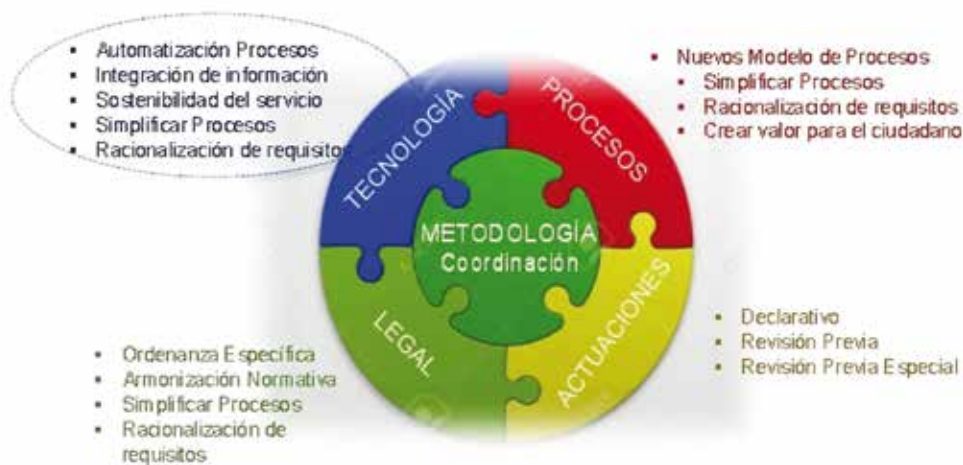 ▪ Automatización Procesos
▪ Integración de información
▪ Sostenibilidad del servicio
▪ Simplificar Procesos
▪ Racionalización de requisitos
▪ Nuevos Modelo de Procesos
▪ Simplificar Procesos
▪ Racionalización de requisitos
▪ Crear valor para el ciudadano
TECNOLOGÍA
PROCESOS
METODOLOGÍA
Coordinación
LEGAL
ACTUACIONES
▪ Ordenanza Específica
▪ Armonización Normativa
▪ Simplificar Procesos
▪ Racionalización de
requisitos
▪ Declarativo
▪ Revisión Previa
▪ Revisión Previa Especial